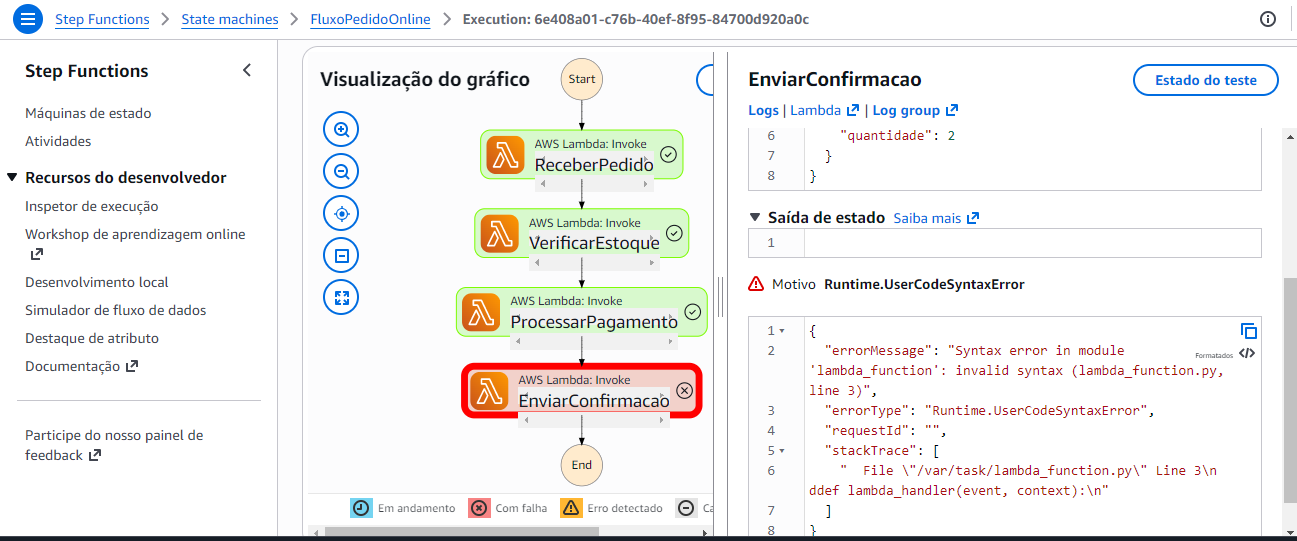 Step Functions > State machines > FluxoPedidoOnline > Execution: 6e408a01-c76b-40ef-8f95-84700d920a0c
Step Functions
Máquinas de estado
Atividades
Recursos do desenvolvedor
Inspetor de execução
Workshop de aprendizagem online
Desenvolvimento local
Simulador de fluxo de dados
Destaque de atributo
Documentação
Participe do nosso painel de
feedback
Visualização do gráfico
Start
AWS Lambda: Invoke
ReceberPedido
AWS Lambda: Invoke
VerificarEstoque
AWS Lambda: Invoke
ProcessarPagamento
AWS Lambda: Invoke
EnviarConfirmacao
End
Em andamento
Com falha
Erro detectado
Ca
EnviarConfirmacao
Estado do teste
Logs | Lambda | Log group
6 "quantidade": 2
7 }
8 }
Saída de estado Saiba mais
1
Motivo Runtime.UserCodeSyntaxError
Formatados
1 {
2 "errorMessage": "Syntax error in module
'lambda_function': invalid syntax (lambda_function.py,
line 3)",
3 "errorType": "Runtime.UserCodeSyntaxError",
4 "requestId": "",
5 "stackTrace": [
6 "  File \"/var/task/lambda_function.py\" Line 3\n
ddef lambda_handler(event, context):\n"
7 ]
8 }